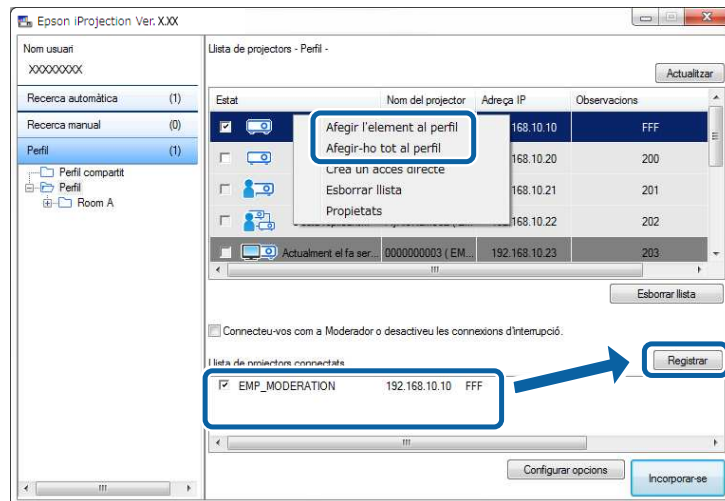 Epson iProjection Ver. X.XX
Nom usuari
XXXXXXXX
Recerca automàtica (1)
Recerca manual (0)
Perfil (1)
Perfil compartit
Perfil
Room A
Llista de projectors - Perfil -
Actualitzar
Estat Nom del projector Adreça IP Observacions
168.10.10 FFF
168.10.20 200
168.10.21 201
168.10.22 202
Actualment el fa ser... 0000000003 ( EM... 192.168.10.23 203
Afegir l'element al perfil
Afegir-ho tot al perfil
Crea un accés directe
Esborrar llista
Propietats
Esborrar llista
Connecteu-vos com a Moderador o desactiveu les connexions d'interrupció.
Llista de projectors connectats
Registrar
EMP_MODERATION 192.168.10.10 FFF
Configurar opcions
Incorporar-se